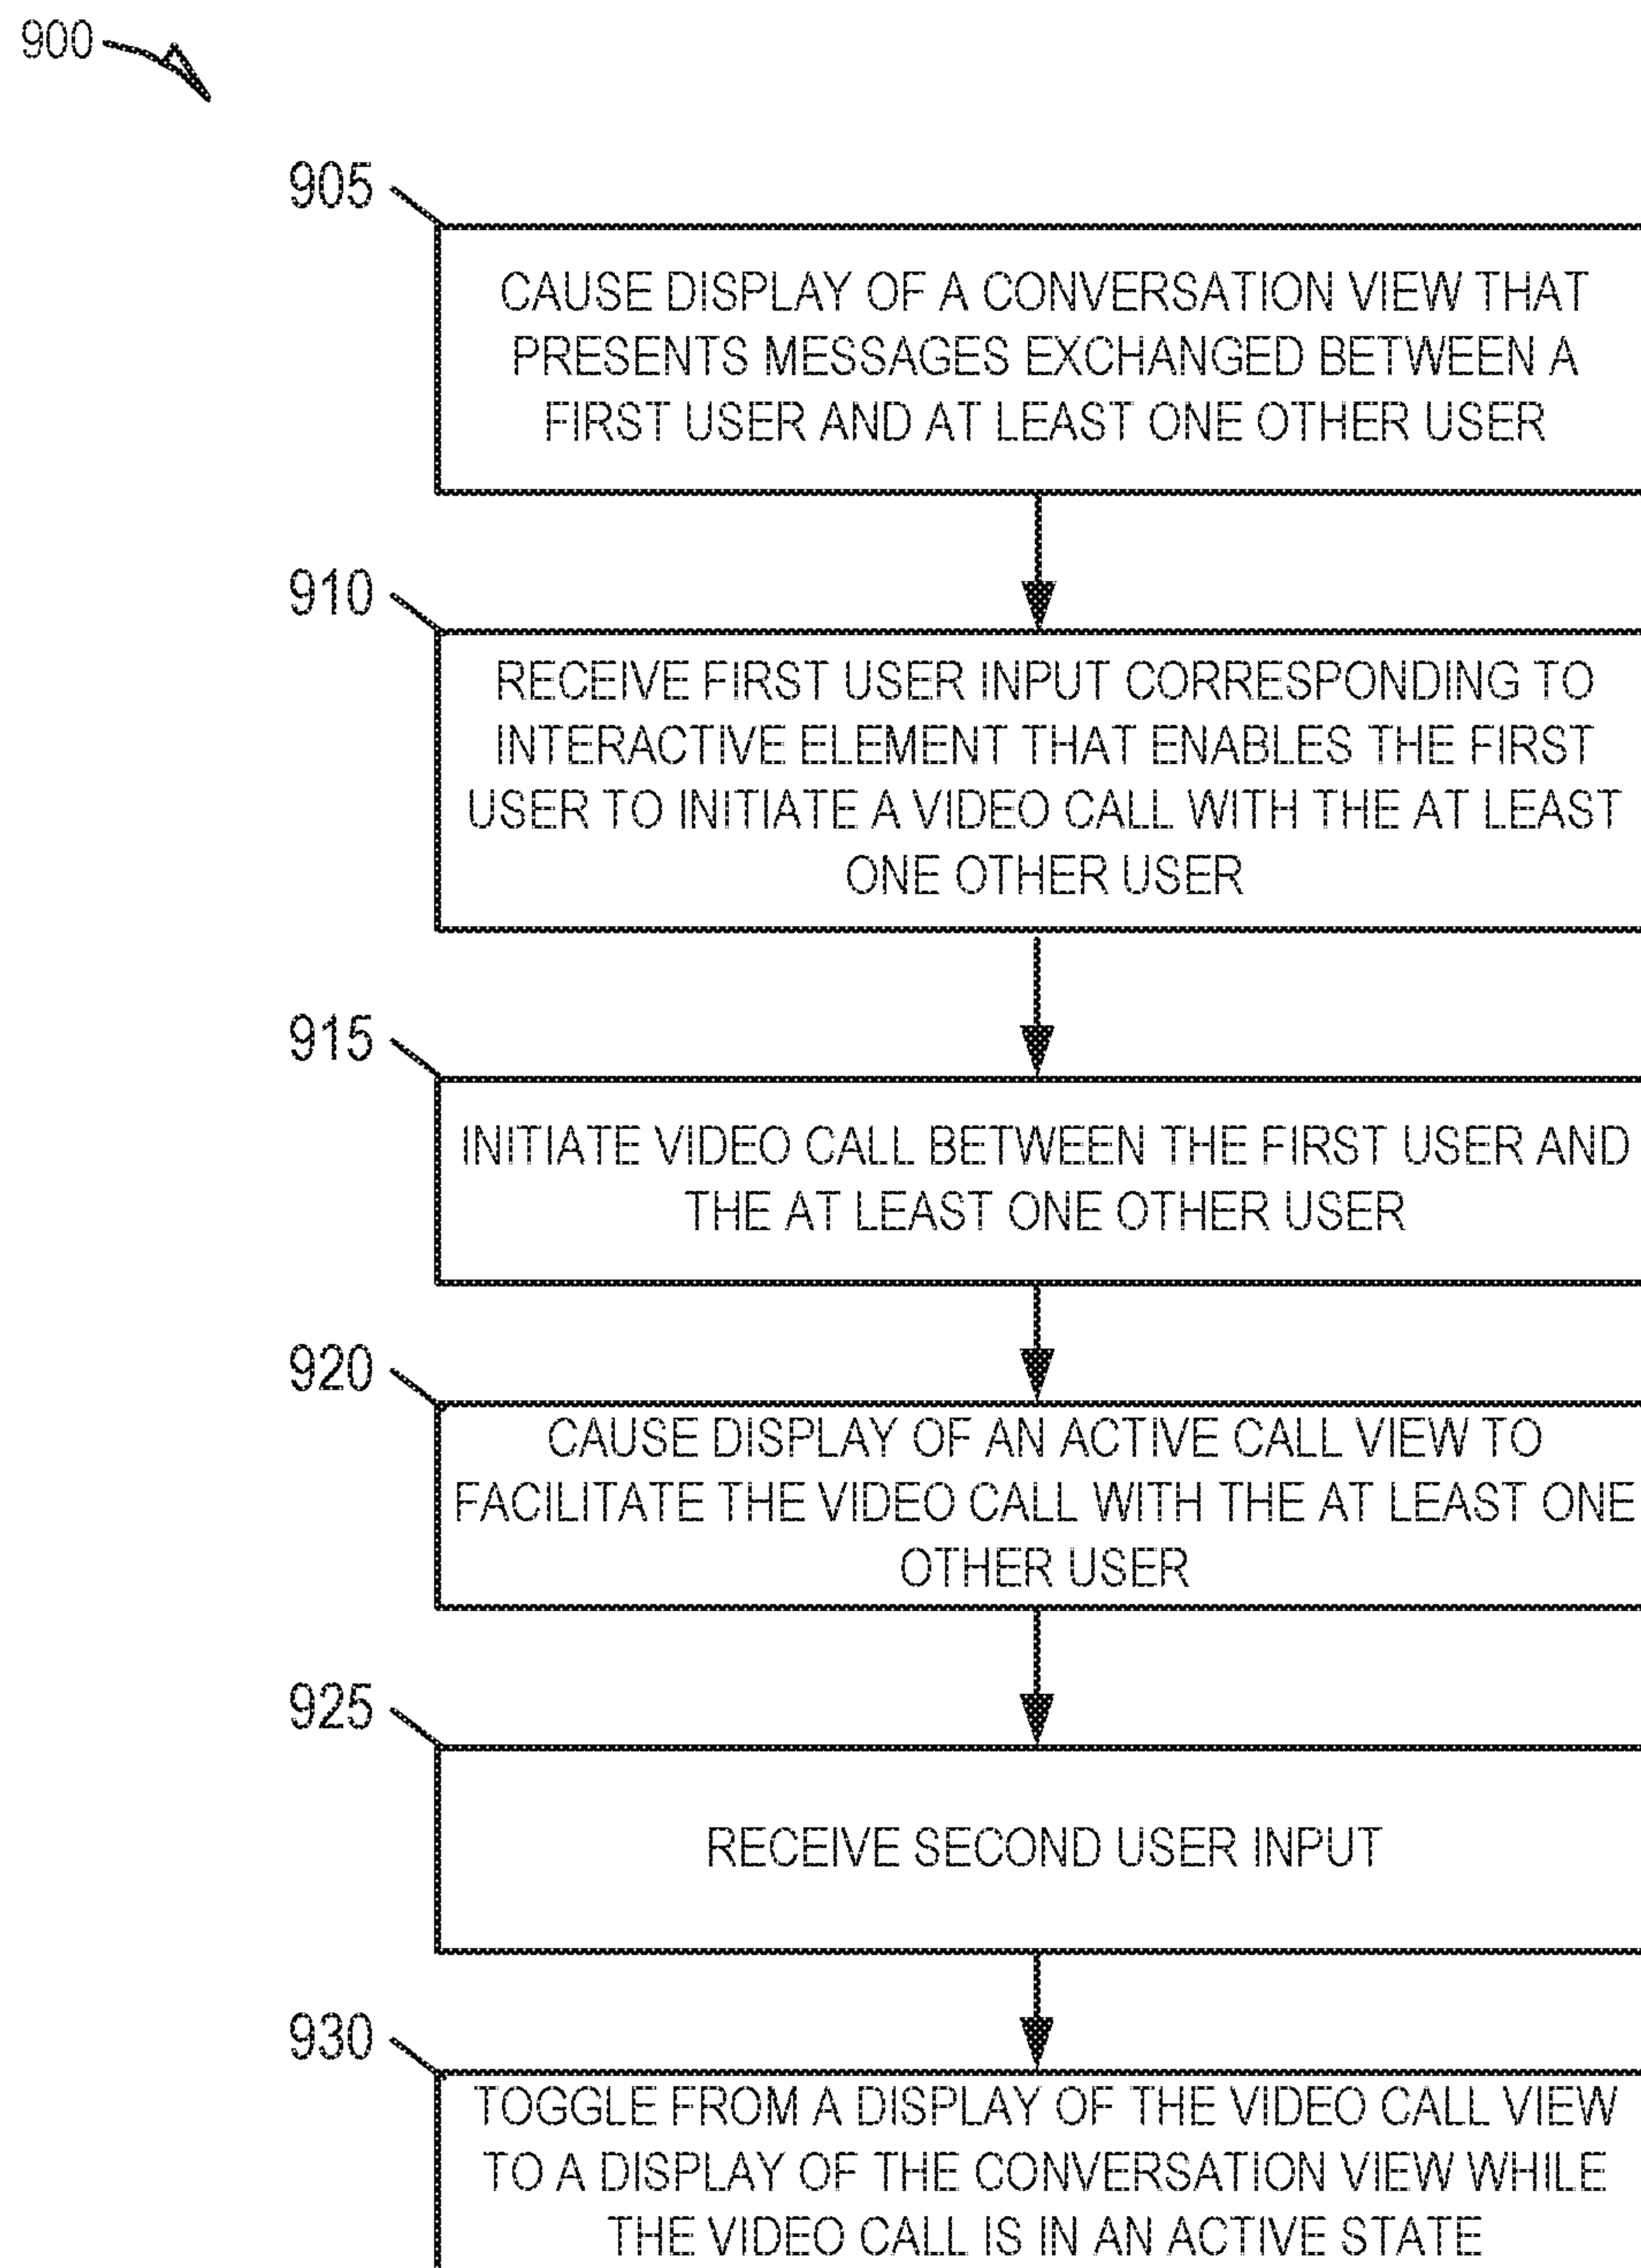 900
905
CAUSE DISPLAY OF A CONVERSATION VIEW THAT
PRESENTS MESSAGES EXCHANGED BETWEEN A
FIRST USER AND AT LEAST ONE OTHER USER
910
RECEIVE FIRST USER INPUT CORRESPONDING TO
INTERACTIVE ELEMENT THAT ENABLES THE FIRST
USER TO INITIATE A VIDEO CALL WITH THE AT LEAST
ONE OTHER USER
915
INITIATE VIDEO CALL BETWEEN THE FIRST USER AND
THE AT LEAST ONE OTHER USER
920
CAUSE DISPLAY OF AN ACTIVE CALL VIEW TO
FACILITATE THE VIDEO CALL WITH THE AT LEAST ONE
OTHER USER
925
RECEIVE SECOND USER INPUT
930
TOGGLE FROM A DISPLAY OF THE VIDEO CALL VIEW
TO A DISPLAY OF THE CONVERSATION VIEW WHILE
THE VIDEO CALL IS IN AN ACTIVE STATE